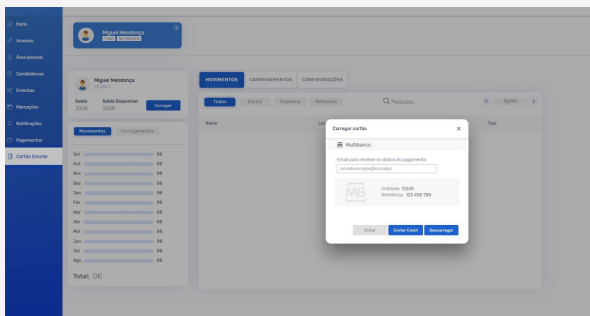 Início
Acessos
Área pessoal
Candidaturas
Ementas
Marcações
Notificações
Pagamentos
Cartão Escolar
Miguel Mendonça
Miguel Mendonça
Saldo
200€
Saldo Disponível
200€
Carregar
Movimentos
Carregamentos
Set 0€
Out 0€
Nov 0€
Dez 0€
Jan 0€
Fev 0€
Mar 0€
Abr 0€
Mai 0€
Jun 0€
Jul 0€
Ago 0€
Total: 0€
MOVIMENTOS
CARREGAMENTOS
CONFIGURAÇÕES
Todos
Escola
Papelaria
Refeições
Pesquisar...
Agosto
Nome
Tipo
Carregar cartão
X
Multibanco
Email para receber os dados do pagamento
MB
Entidade: 12345
Referência: 123 456 789
Voltar
Enviar Email
Descarregar